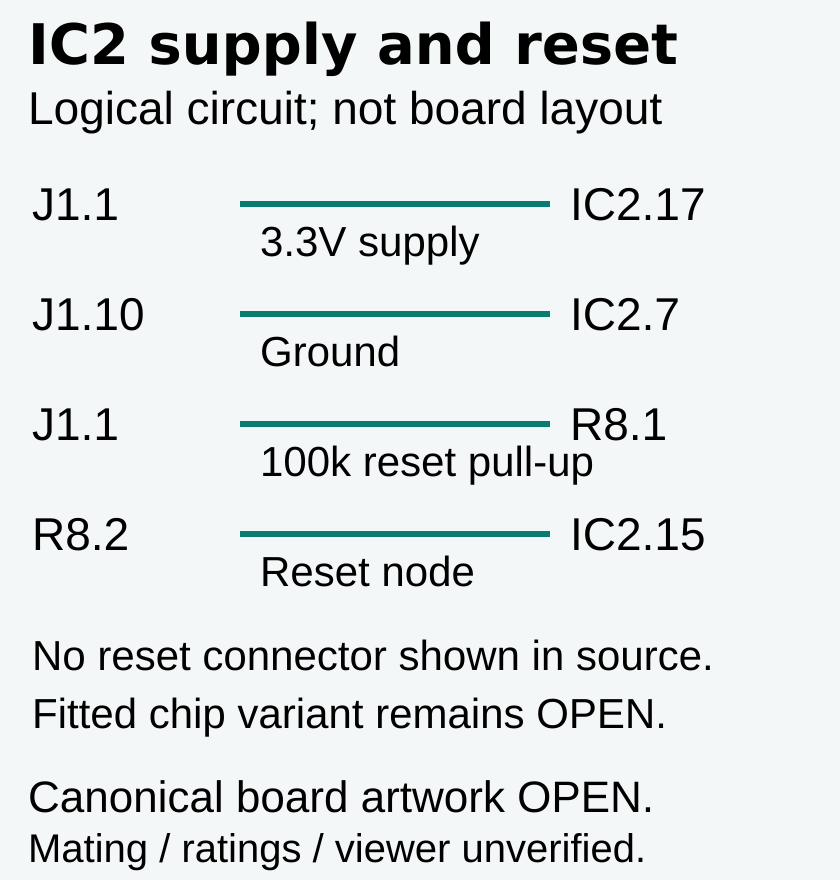 IC2 supply and reset
Logical circuit; not board layout
J1.1 IC2.17
3.3V supply
J1.10 IC2.7
Ground
J1.1 R8.1
100k reset pull-up
R8.2 IC2.15
Reset node
No reset connector shown in source.
Fitted chip variant remains OPEN.
Canonical board artwork OPEN.
Mating / ratings / viewer unverified.